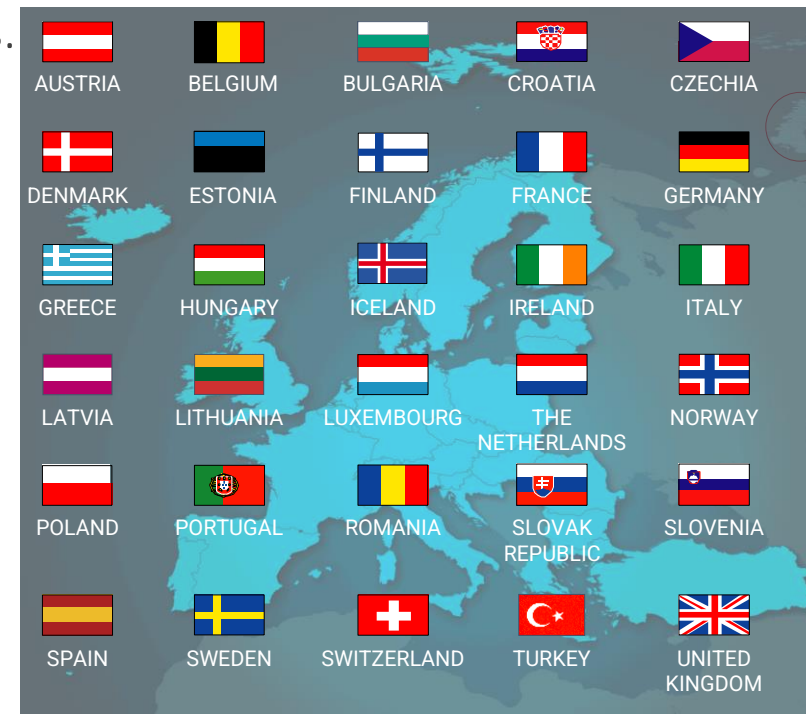 AUSTRIA BELGIUM BULGARIA CROATIA CZECHIA
DENMARK ESTONIA FINLAND FRANCE GERMANY
GREECE HUNGARY ICELAND IRELAND ITALY
LATVIA LITHUANIA LUXEMBOURG THE NETHERLANDS NORWAY
POLAND PORTUGAL ROMANIA SLOVAK REPUBLIC SLOVENIA
SPAIN SWEDEN SWITZERLAND TURKEY UNITED KINGDOM